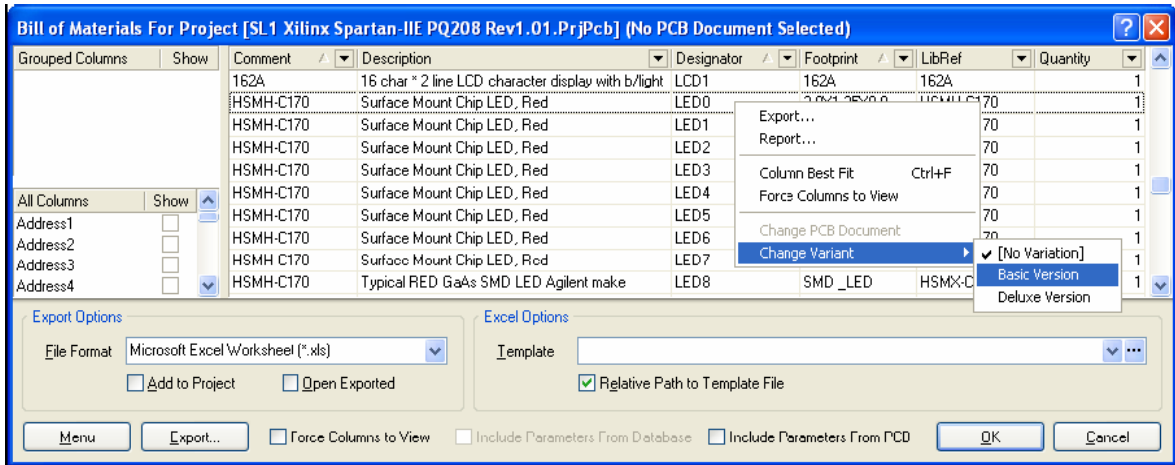 Bill of Materials For Project [SL1 Xilinx Spartan-IIE PQ208 Rev1.01.PrjPcb] (No PCB Document Selected)
Grouped Columns Show Comment Description Designator Footprint LibRef Quantity
162A 16 char * 2 line LCD character display with b/light LCD1 162A 162A 1
HSMH-C170 Surface Mount Chip LED, Red LED0 1
HSMH-C170 Surface Mount Chip LED, Red LED1 70 1
HSMH-C170 Surface Mount Chip LED, Red LED2 70 1
HSMH-C170 Surface Mount Chip LED, Red LED3 70 1
HSMH-C170 Surface Mount Chip LED, Red LED4 70 1
HSMH-C170 Surface Mount Chip LED, Red LED5 70 1
HSMH-C170 Surface Mount Chip LED, Red LED6 70 1
HSMH-C170 Surface Mount Chip LED, Red LED7
HSMH-C170 Typical RED GaAs SMD LED Agilent make LED8 SMD_LED HSMX-C 1
All Columns Show
Address1
Address2
Address3
Address4
Export...
Report...
Column Best Fit Ctrl+F
Force Columns to View
Change PCB Document
Change Variant
[No Variation]
Basic Version
Deluxe Version
Export Options
File Format Microsoft Excel Worksheet (*.xls)
Add to Project Open Exported
Excel Options
Template
Relative Path to Template File
Menu Export... Force Columns to View Include Parameters From Database Include Parameters From PCB OK Cancel